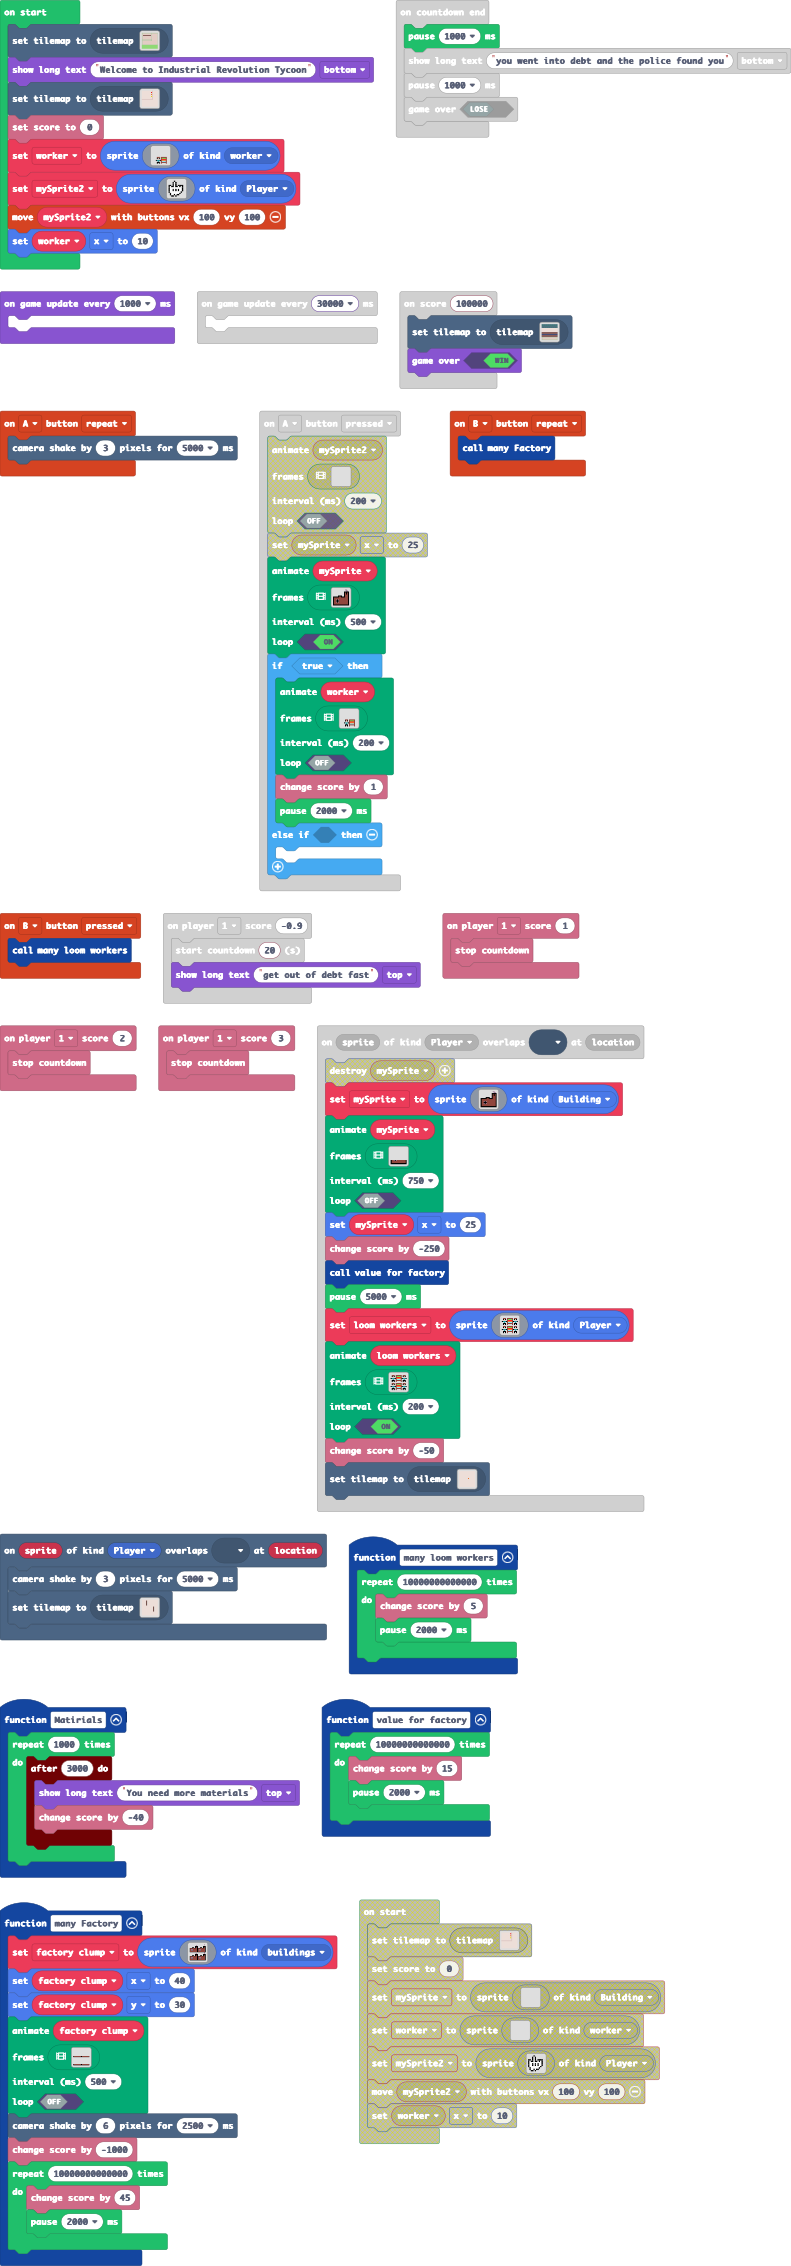 on start
set tilemap to tilemap
show long text "Welcome to Industrial Revolution Tycoon" bottom
set tilemap to tilemap
set score to 0
set worker to sprite of kind worker
set mySprite2 to sprite of kind Player
move mySprite2 with buttons vx 100 vy 100
set worker x to 10
on countdown end
pause 1000 ms
show long text "you went into debt and the police found you" bottom
pause 1000 ms
game over LOSE
on game update every 1000 ms
on game update every 30000 ms
on score 100000
set tilemap to tilemap
game over WIN
on A button repeat
camera shake by 3 pixels for 5000 ms
on A button pressed
animate mySprite2
frames
interval (ms) 200
loop OFF
set mySprite x to 25
animate mySprite
frames
interval (ms) 500
loop ON
if true then
animate worker
frames
interval (ms) 200
loop OFF
change score by 1
pause 2000 ms
else if then
on B button repeat
call many Factory
on B button pressed
call many loom workers
on player 1 score -0.9
start countdown 20 (s)
show long text "get out of debt fast" top
on player 1 score 1
stop countdown
on player 1 score 2
stop countdown
on player 1 score 3
stop countdown
on sprite of kind Player overlaps at location
destroy mySprite
set mySprite to sprite of kind Building
animate mySprite
frames
interval (ms) 750
loop OFF
set mySprite x to 25
change score by -250
call value for factory
pause 5000 ms
set loom workers to sprite of kind Player
animate loom workers
frames
interval (ms) 200
loop ON
change score by -50
set tilemap to tilemap
on sprite of kind Player overlaps at location
camera shake by 3 pixels for 5000 ms
set tilemap to tilemap
function many loom workers
repeat 10000000000000 times
do
change score by 5
pause 2000 ms
function Matirials
repeat 1000 times
do
after 3000 do
show long text "You need more materials" top
change score by -40
function value for factory
repeat 10000000000000 times
do
change score by 15
pause 2000 ms
function many Factory
set factory clump to sprite of kind buildings
set factory clump x to 40
set factory clump y to 30
animate factory clump
frames
interval (ms) 500
loop OFF
camera shake by 6 pixels for 2500 ms
change score by -1000
repeat 10000000000000 times
do
change score by 45
pause 2000 ms
on start
set tilemap to tilemap
set score to 0
set mySprite to sprite of kind Building
set worker to sprite of kind worker
set mySprite2 to sprite of kind Player
move mySprite2 with buttons vx 100 vy 100
set worker x to 10